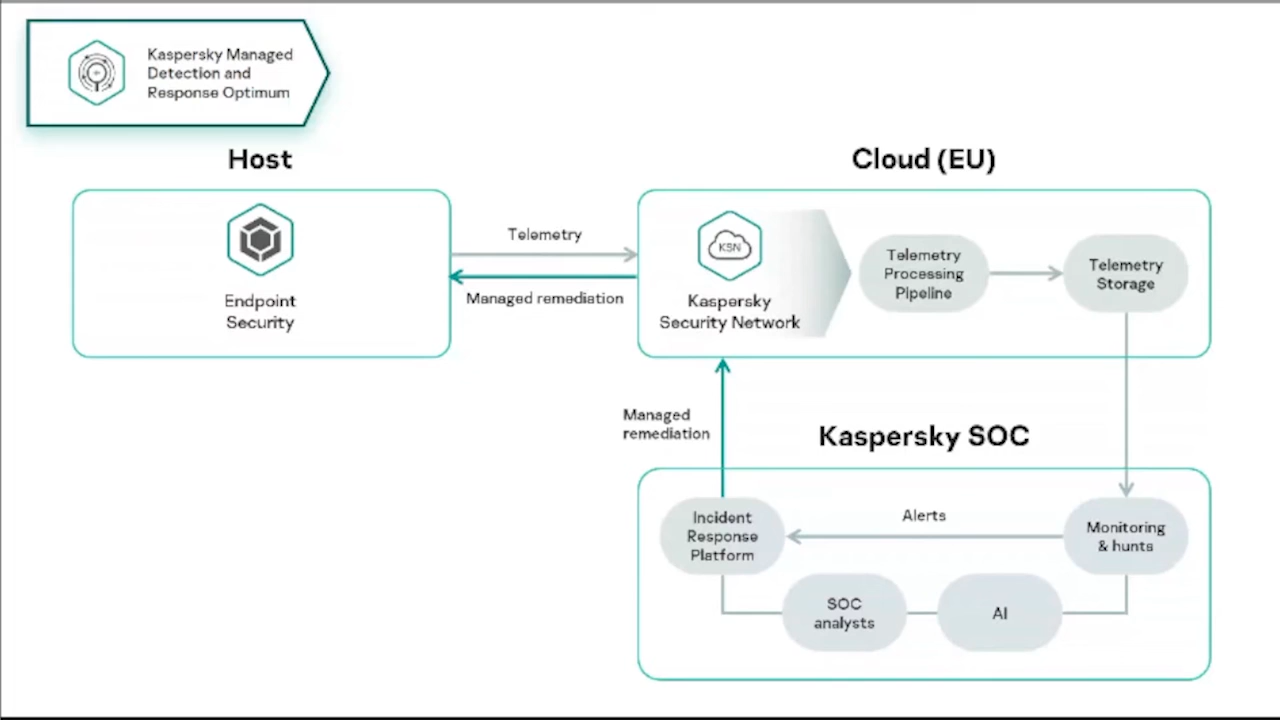 Kaspersky Managed
Detection and
Response Optimum
Host
Cloud (EU)
Endpoint
Security
Telemetry
Managed remediation
KSN
Kaspersky
Security Network
Telemetry
Processing
Pipeline
Telemetry
Storage
Managed
remediation
Kaspersky SOC
Incident
Response
Platform
Alerts
Monitoring
& hunts
SOC
analysts
AI